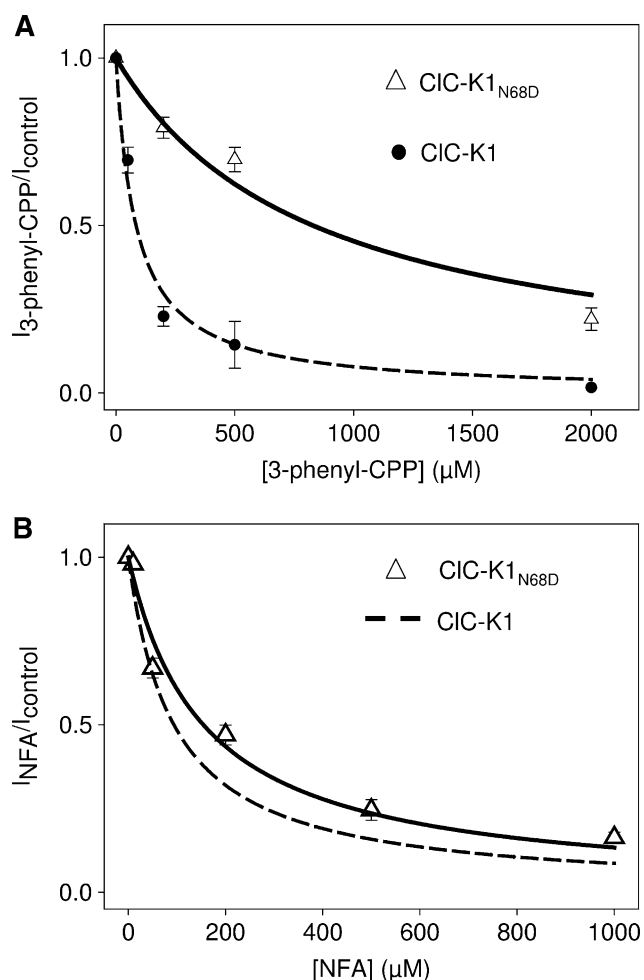 A
1.0
0.5
0.0
I3-phenyl-CPP/Icontrol
ClC-K1N68D
ClC-K1
0 500 1000 1500 2000
[3-phenyl-CPP] (μM)
B
1.0
0.5
0.0
INFA/Icontrol
ClC-K1N68D
ClC-K1
0 200 400 600 800 1000
[NFA] (μM)